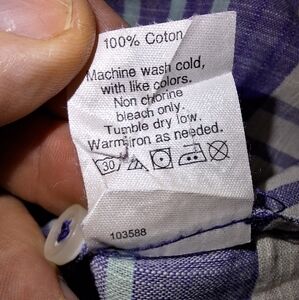 100% Coton
Machine wash cold,
with like colors.
Non chlorine
bleach only.
Tumble dry low.
Warm iron as needed.
30
103588